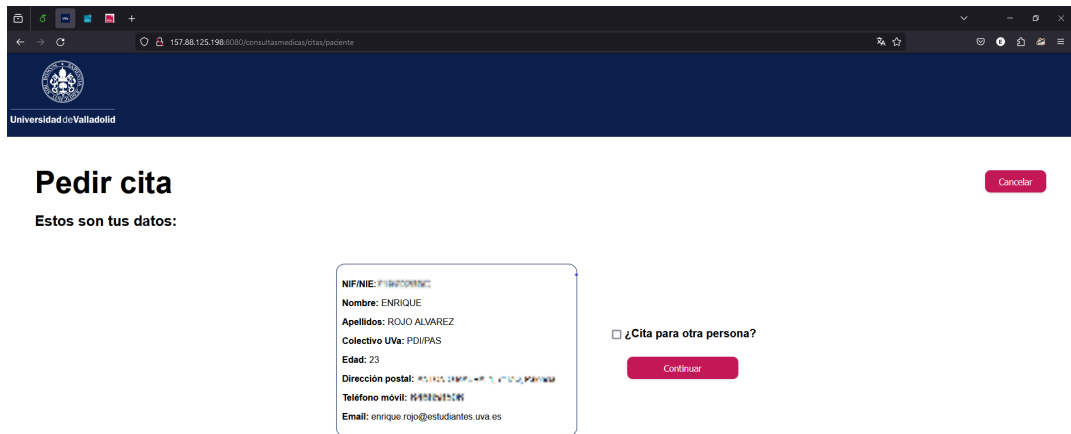 157.88.125.198:8080/consultasmedicas/citas/paciente
Universidad de Valladolid
Pedir cita
Cancelar
Estos son tus datos:
NIF/NIE:
Nombre: ENRIQUE
Apellidos: ROJO ALVAREZ
Colectivo UVa: PDI/PAS
Edad: 23
Dirección postal:
Teléfono móvil:
Email: enrique.rojo@estudiantes.uva.es
¿Cita para otra persona?
Continuar